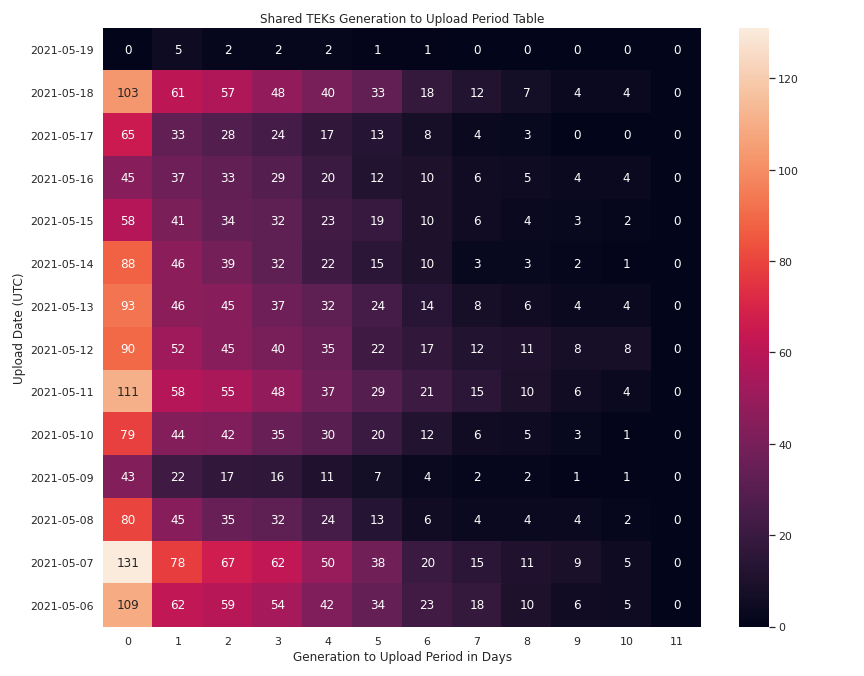 Shared TEKs Generation to Upload Period Table
Upload Date (UTC)
2021-05-19 0 5 2 2 2 1 1 0 0 0 0 0
2021-05-18 103 61 57 48 40 33 18 12 7 4 4 0
2021-05-17 65 33 28 24 17 13 8 4 3 0 0 0
2021-05-16 45 37 33 29 20 12 10 6 5 4 4 0
2021-05-15 58 41 34 32 23 19 10 6 4 3 2 0
2021-05-14 88 46 39 32 22 15 10 3 3 2 1 0
2021-05-13 93 46 45 37 32 24 14 8 6 4 4 0
2021-05-12 90 52 45 40 35 22 17 12 11 8 8 0
2021-05-11 111 58 55 48 37 29 21 15 10 6 4 0
2021-05-10 79 44 42 35 30 20 12 6 5 3 1 0
2021-05-09 43 22 17 16 11 7 4 2 2 1 1 0
2021-05-08 80 45 35 32 24 13 6 4 4 4 2 0
2021-05-07 131 78 67 62 50 38 20 15 11 9 5 0
2021-05-06 109 62 59 54 42 34 23 18 10 6 5 0
0 1 2 3 4 5 6 7 8 9 10 11
Generation to Upload Period in Days
120
100
80
60
40
20
0